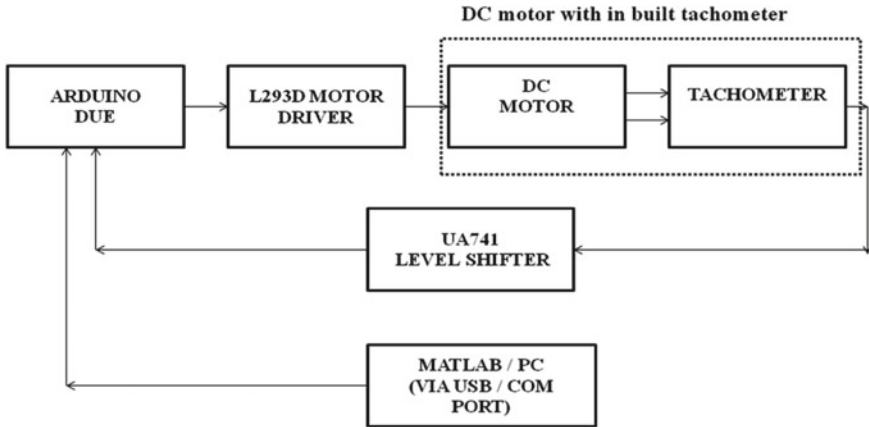 DC motor with in built tachometer
ARDUINO
DUE
L293D MOTOR
DRIVER
DC
MOTOR
TACHOMETER
UA741
LEVEL SHIFTER
MATLAB / PC
(VIA USB / COM
PORT)